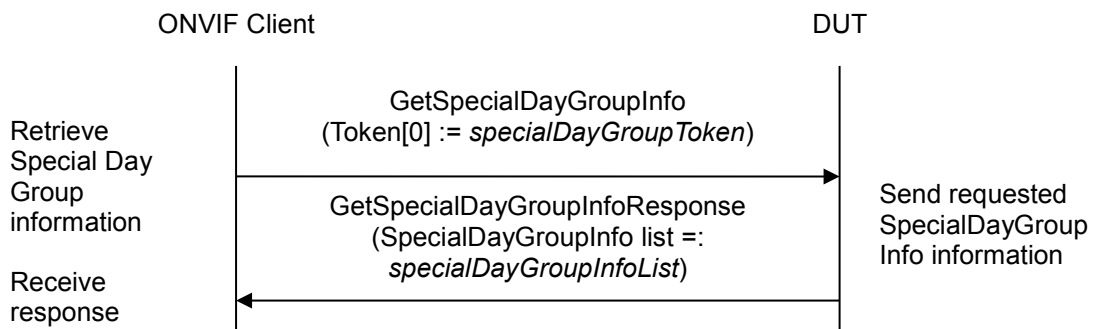 ONVIF Client
DUT
Retrieve
Special Day
Group
information
GetSpecialDayGroupInfo
(Token[0] := specialDayGroupToken)
GetSpecialDayGroupInfoResponse
(SpecialDayGroupInfo list =:
specialDayGroupInfoList)
Send requested
SpecialDayGroup
Info information
Receive
response